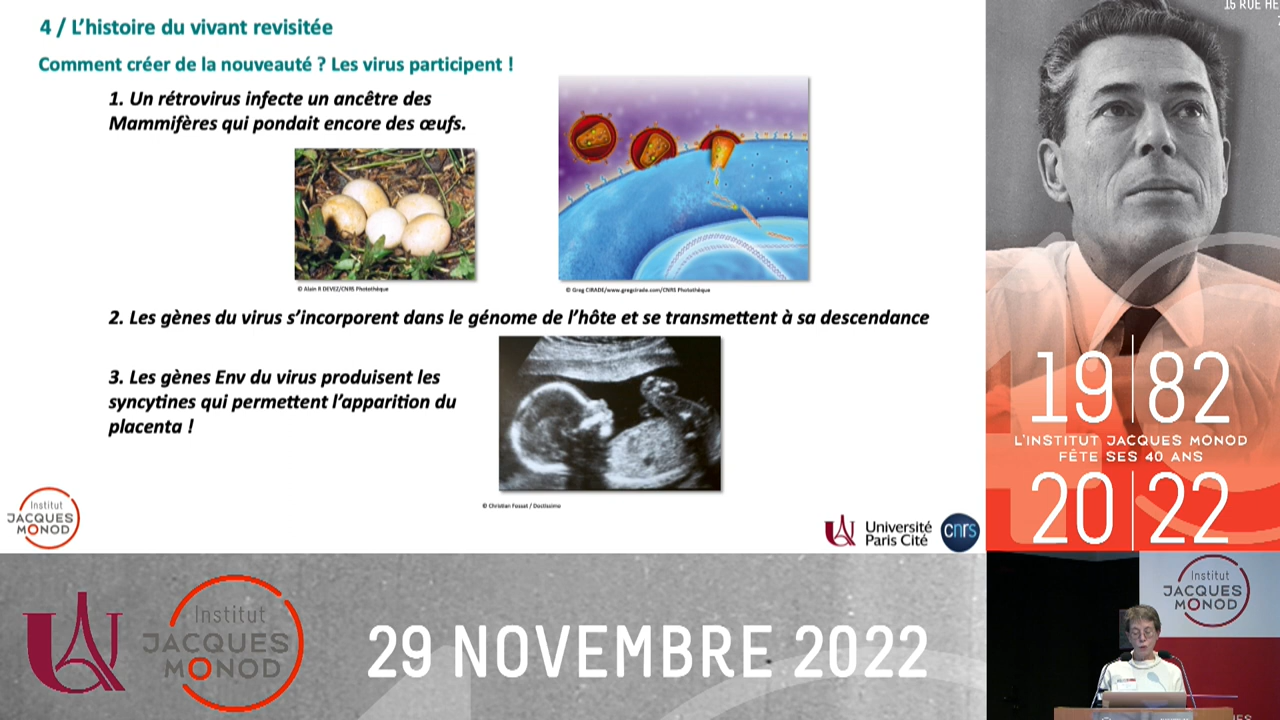 4 / L'histoire du vivant revisitée
Comment créer de la nouveauté ? Les virus participent !
1. Un rétrovirus infecte un ancêtre des
Mammifères qui pondait encore des œufs.
© Alain R DEVEZ/CNRS Photothèque
© Greg CIRADE/www.gregcirade.com/CNRS Photothèque
2. Les gènes du virus s'incorporent dans le génome de l'hôte et se transmettent à sa descendance
3. Les gènes Env du virus produisent les
syncytines qui permettent l'apparition du
placenta !
© Christian Fossat / Doctissimo
Institut
JACQUES
MONOD
Université
Paris Cité
cnrs
15 RUE HE
19|82
L'INSTITUT JACQUES MONOD
FÊTE SES 40 ANS
20|22
Institut
JACQUES
MONOD
29 NOVEMBRE 2022
Institut
JACQUES
MONOD